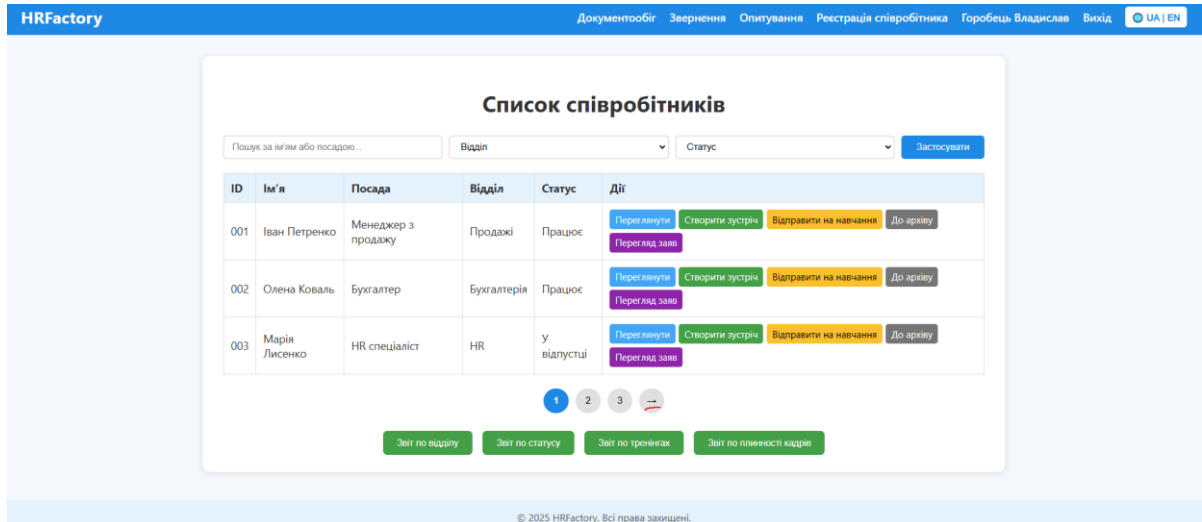 HRFactory Документообіг Звернення Опитування Реєстрація співробітника Горобець Владислав Вихід UA | EN
Список співробітників
Пошук за ім'ям або посадою... Відділ Статус Застосувати
ID Ім'я Посада Відділ Статус Дії
001 Іван Петренко Менеджер з продажу Продажі Працює Переглянути Створити зустріч Відправити на навчання До архіву
Перегляд заяв
002 Олена Коваль Бухгалтер Бухгалтерія Працює Переглянути Створити зустріч Відправити на навчання До архіву
Перегляд заяв
003 Марія Лисенко HR спеціаліст HR У відпустці Переглянути Створити зустріч Відправити на навчання До архіву
Перегляд заяв
1 2 3 →
Звіт по відділу Звіт по статусу Звіт по тренінгах Звіт по плинності кадрів
© 2025 HRFactory. Всі права захищені.